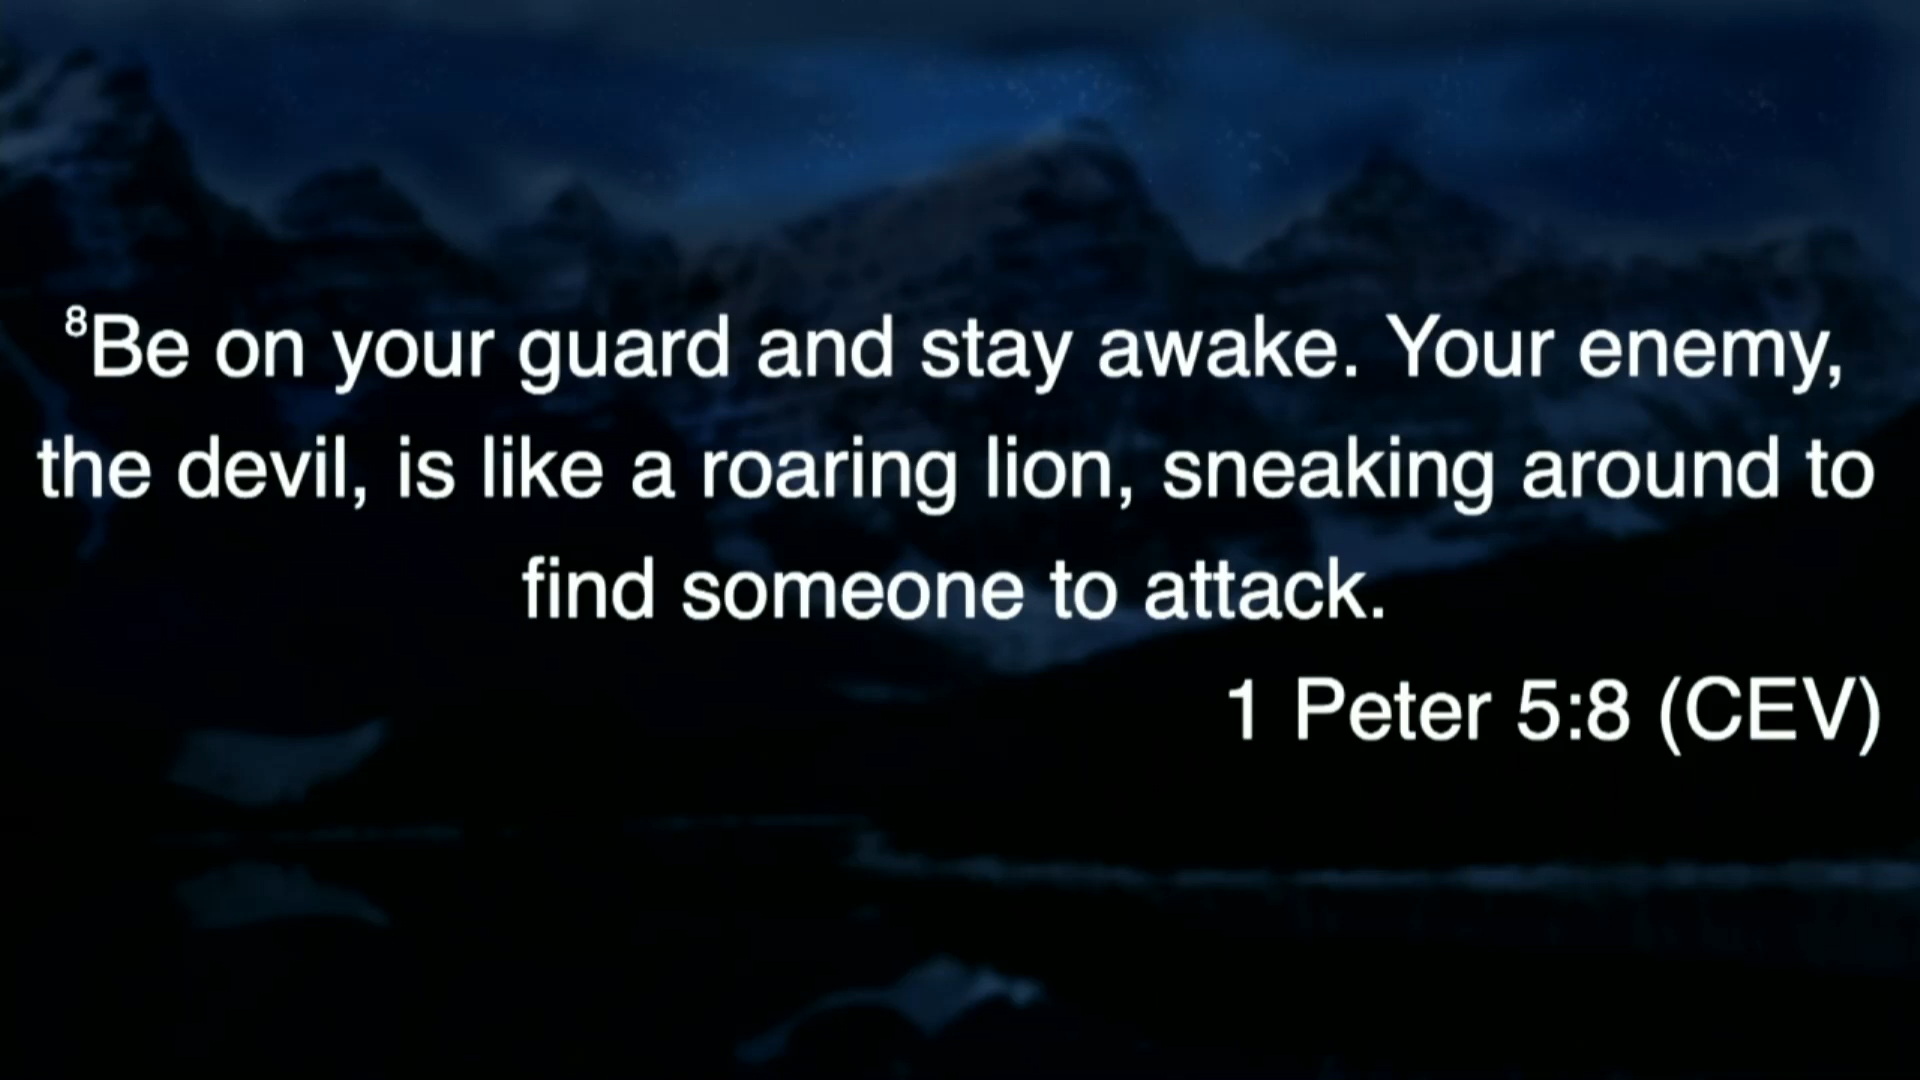 ⁸Be on your guard and stay awake. Your enemy,
the devil, is like a roaring lion, sneaking around to
find someone to attack.
1 Peter 5:8 (CEV)